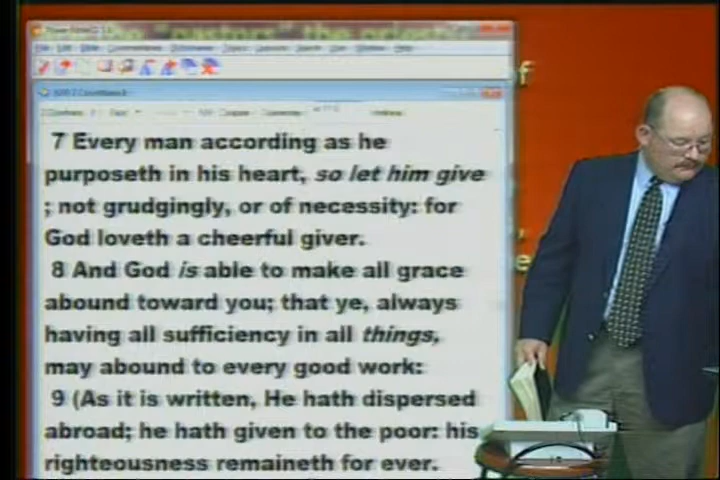 7 Every man according as he
purposeth in his heart, so let him give
; not grudgingly, or of necessity: for
God loveth a cheerful giver.
8 And God is able to make all grace
abound toward you; that ye, always
having all sufficiency in all things,
may abound to every good work:
9 (As it is written, He hath dispersed
abroad; he hath given to the poor: his
righteousness remaineth for ever.